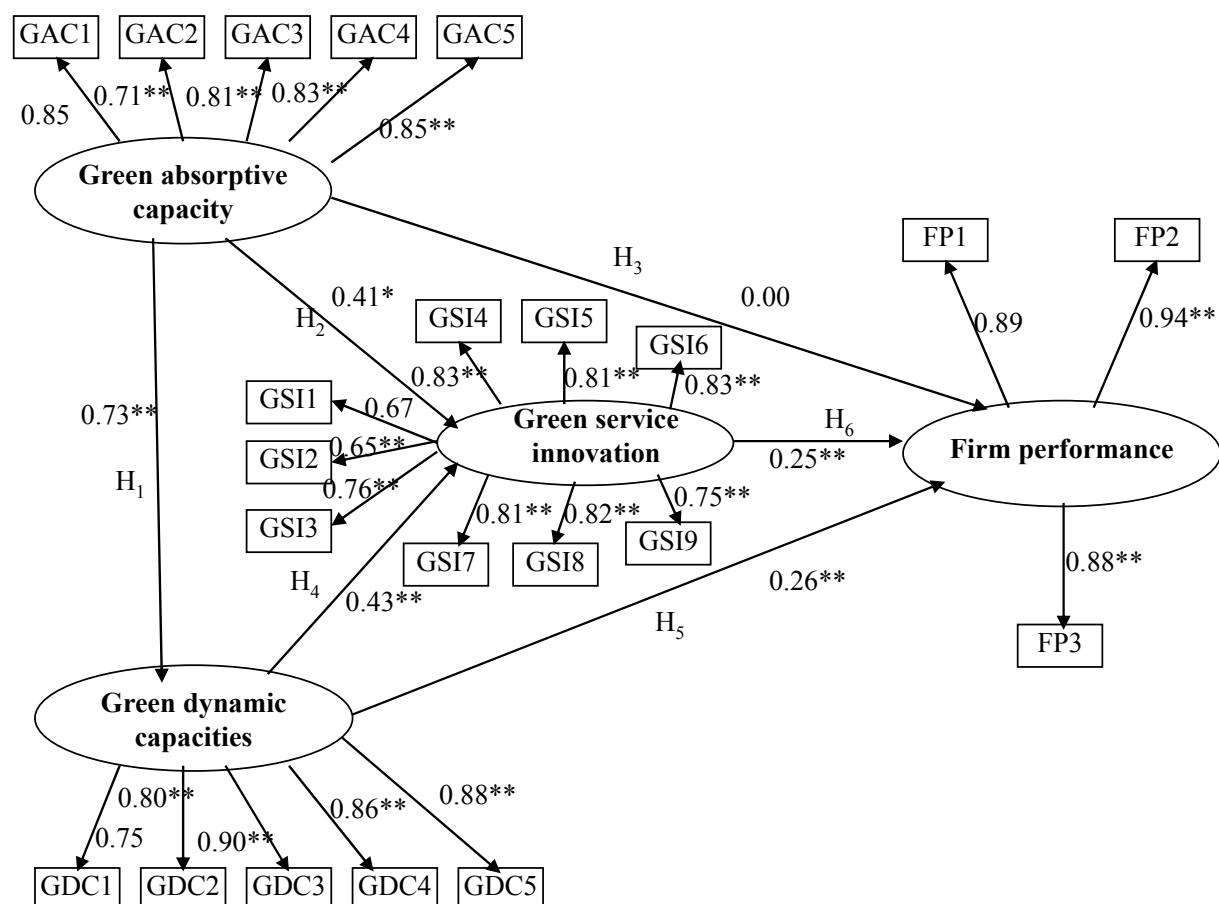 GAC1 GAC2 GAC3 GAC4 GAC5
0.85 0.71** 0.81** 0.83** 0.85**
Green absorptive
capacity
FP1 FP2
H3
0.00
0.89 0.94**
0.41*
H2
GSI4 GSI5 GSI6
0.83** 0.81** 0.83**
GSI1 0.67
0.73**
GSI2 0.65**
0.76**
GSI3
Green service
innovation
H6
0.25**
Firm performance
H1
0.81** 0.82** 0.75**
GSI7 GSI8 GSI9
H4
0.43**
0.26**
H5
0.88**
FP3
Green dynamic
capacities
0.80** 0.86** 0.88**
0.75 0.90**
GDC1 GDC2 GDC3 GDC4 GDC5